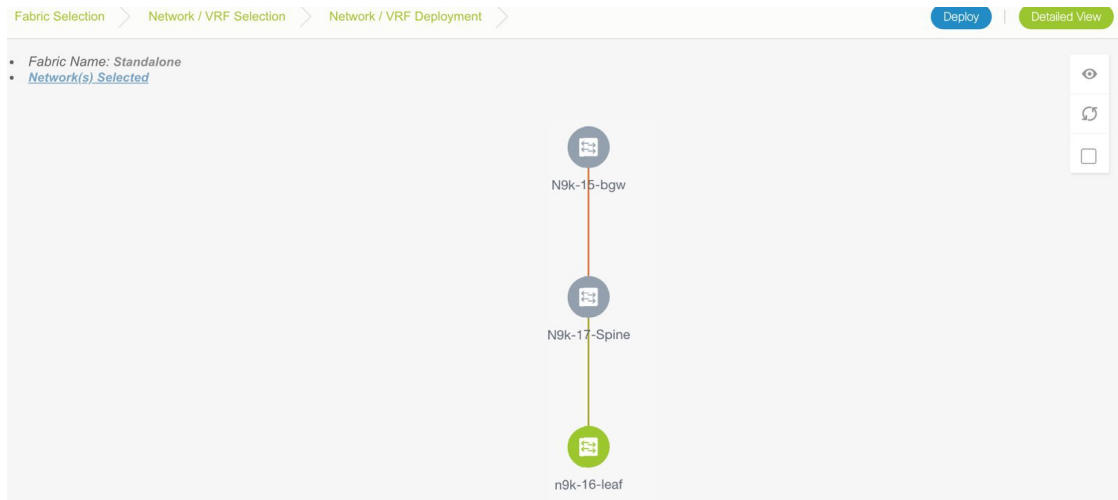 Fabric Selection Network / VRF Selection Network / VRF Deployment Deploy Detailed View
Fabric Name: Standalone
Network(s) Selected
N9k-15-bgw
N9k-17-Spine
n9k-16-leaf